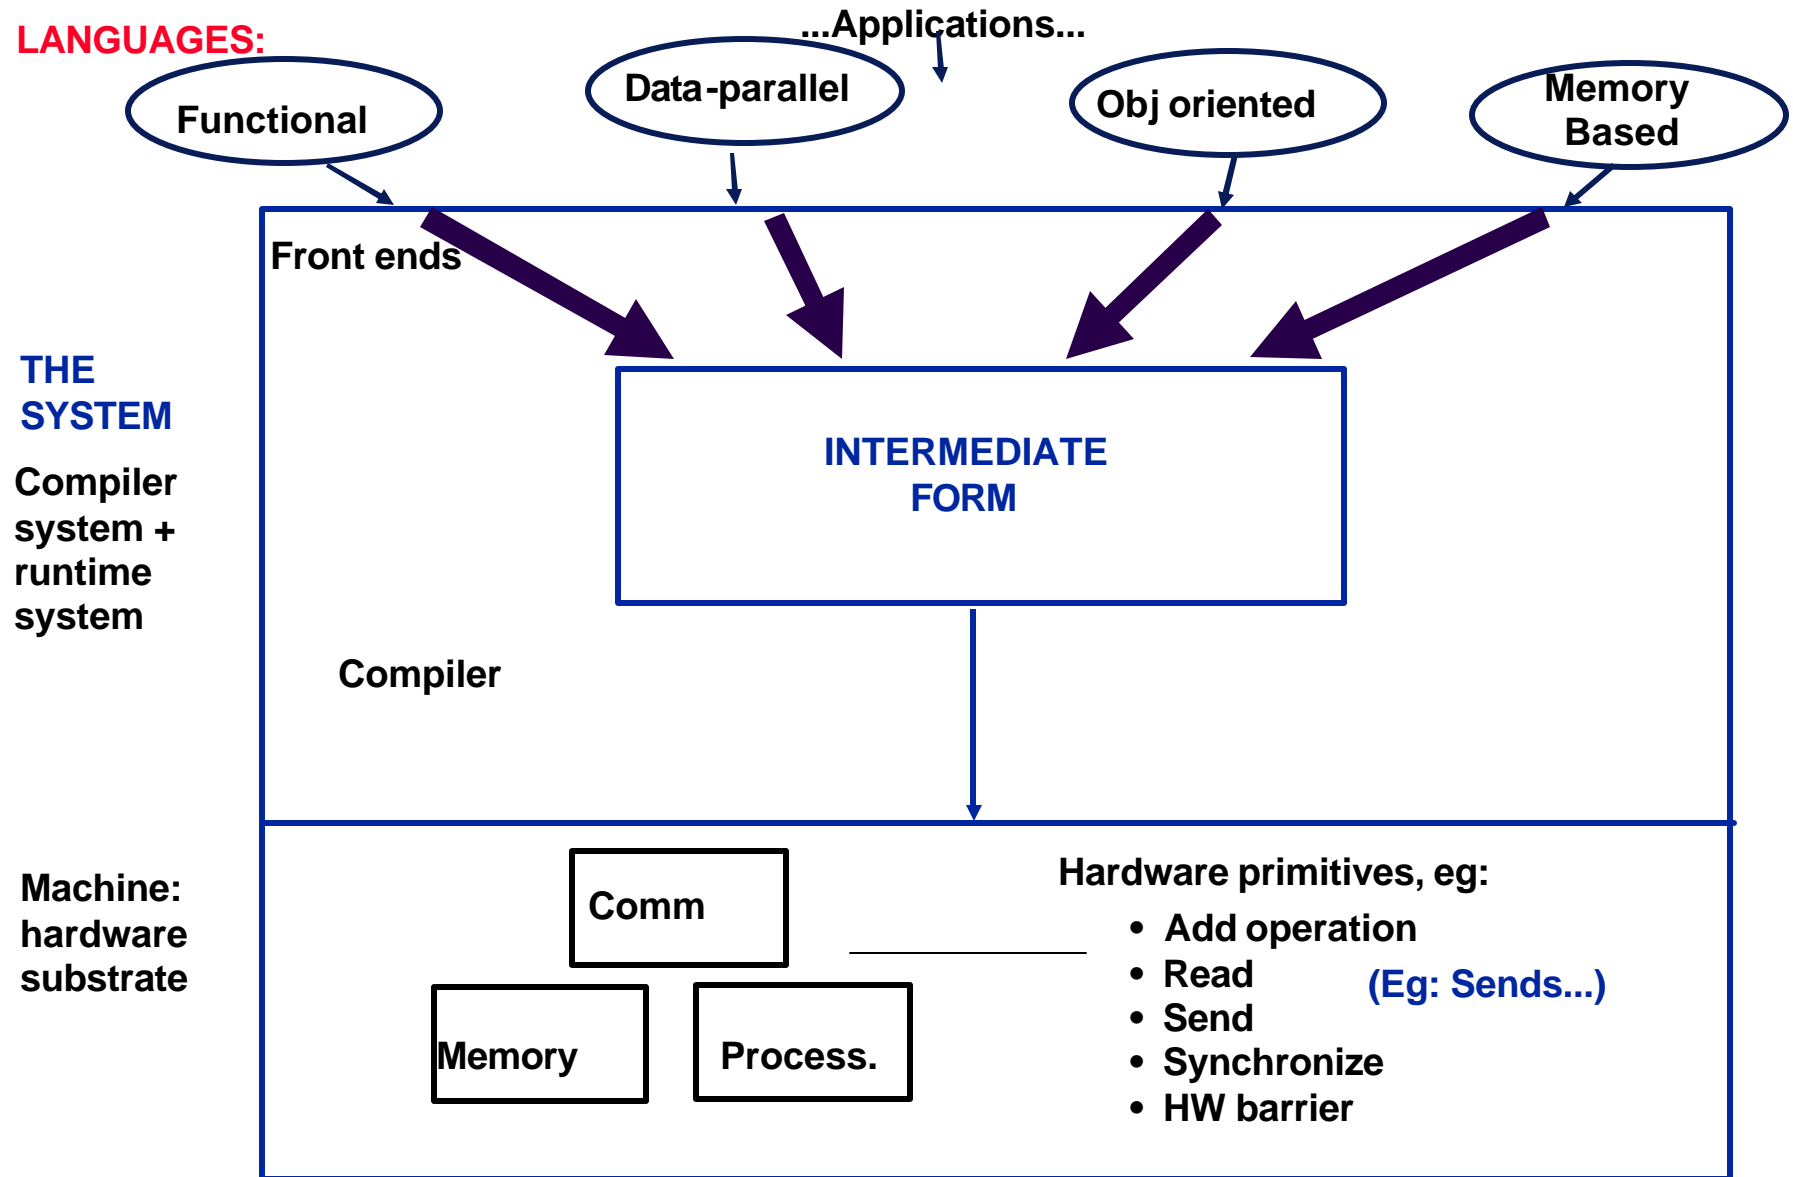 ...Applications...
LANGUAGES:
Functional
Data-parallel
Obj oriented
Memory
Based
Front ends
THE
SYSTEM
Compiler
system +
runtime
system
INTERMEDIATE
FORM
Compiler
Machine:
hardware
substrate
Comm
Memory
Process.
Hardware primitives, eg:
• Add operation
• Read
(Eg: Sends...)
• Send
• Synchronize
• HW barrier